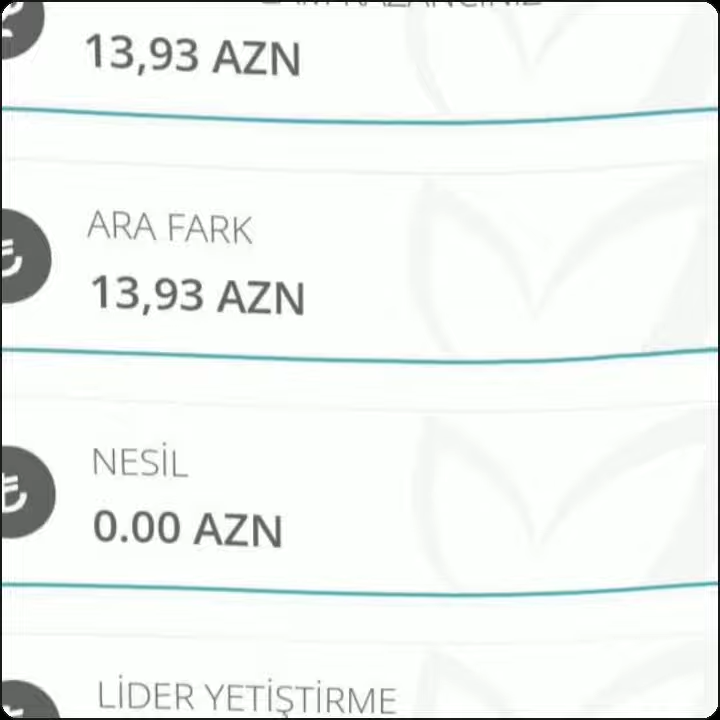 13,93 AZN
ARA FARK
13,93 AZN
NESİL
0.00 AZN
LİDER YETİŞTİRME